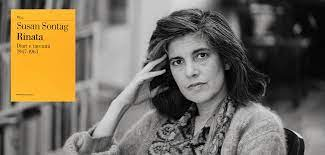 Susan Sontag
Rinata
Diari e taccuini
1947-1963